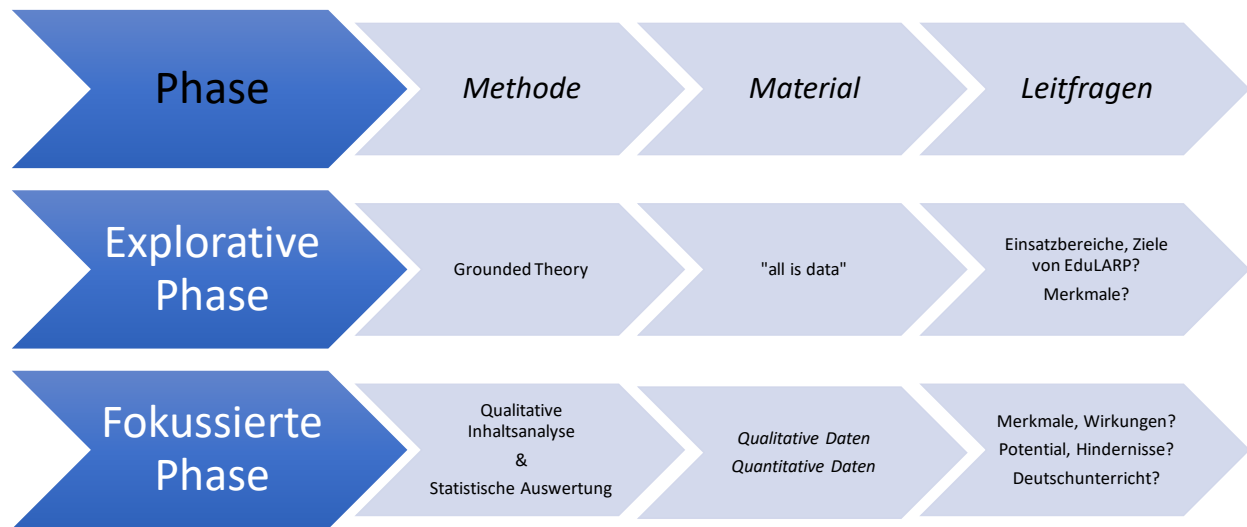 Phase
Methode
Material
Leitfragen
Explorative
Phase
Grounded Theory
"all is data"
Einsatzbereiche, Ziele
von EduLARP?
Merkmale?
Fokussierte
Phase
Qualitative
Inhaltsanalyse
&
Statistische Auswertung
Qualitative Daten
Quantitative Daten
Merkmale, Wirkungen?
Potential, Hindernisse?
Deutschunterricht?